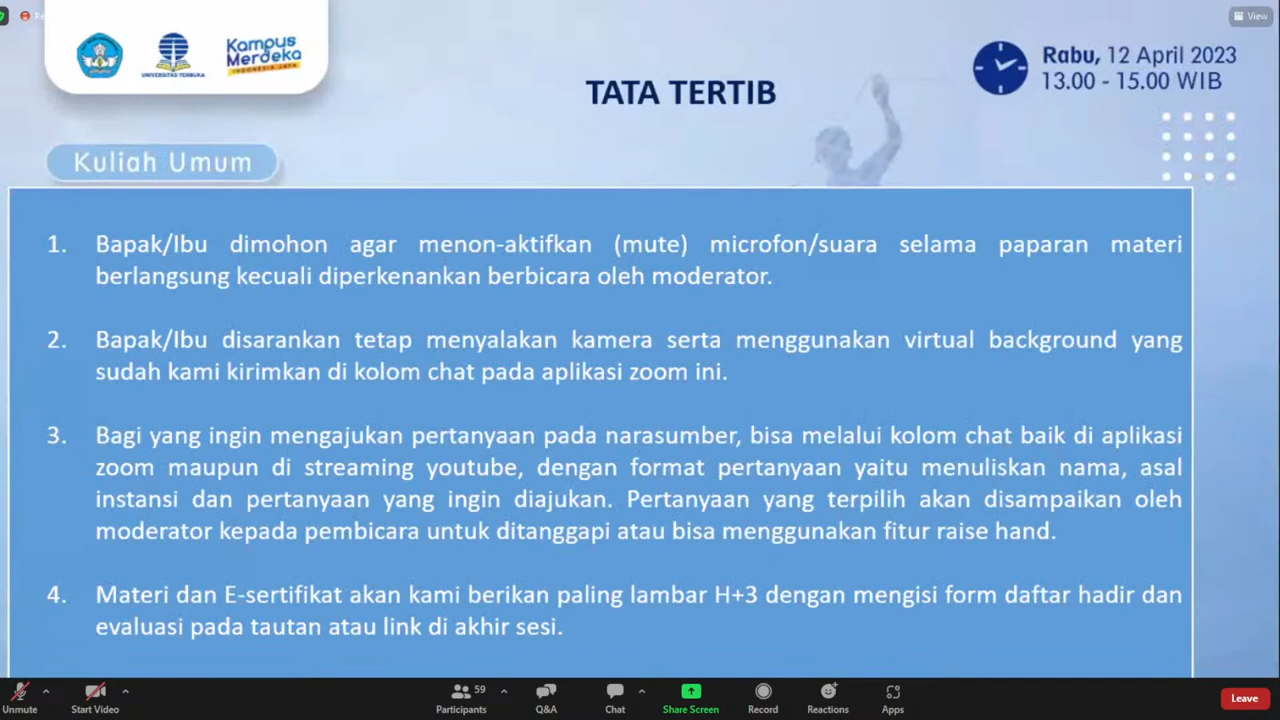 Re
View
UNIVERSITAS TERBUKA
Kampus
Merdeka
INDONESIA JAYA
TATA TERTIB
Rabu, 12 April 2023
13.00 - 15.00 WIB
Kuliah Umum
1. Bapak/Ibu dimohon agar menon-aktifkan (mute) microfon/suara selama paparan materi
berlangsung kecuali diperkenankan berbicara oleh moderator.
2. Bapak/Ibu disarankan tetap menyalakan kamera serta menggunakan virtual background yang
sudah kami kirimkan di kolom chat pada aplikasi zoom ini.
3. Bagi yang ingin mengajukan pertanyaan pada narasumber, bisa melalui kolom chat baik di aplikasi
zoom maupun di streaming youtube, dengan format pertanyaan yaitu menuliskan nama, asal
instansi dan pertanyaan yang ingin diajukan. Pertanyaan yang terpilih akan disampaikan oleh
moderator kepada pembicara untuk ditanggapi atau bisa menggunakan fitur raise hand.
4. Materi dan E-sertifikat akan kami berikan paling lambar H+3 dengan mengisi form daftar hadir dan
evaluasi pada tautan atau link di akhir sesi.
Unmute
Start Video
59
Participants
Q&A
Chat
Share Screen
Record
Reactions
Apps
Leave